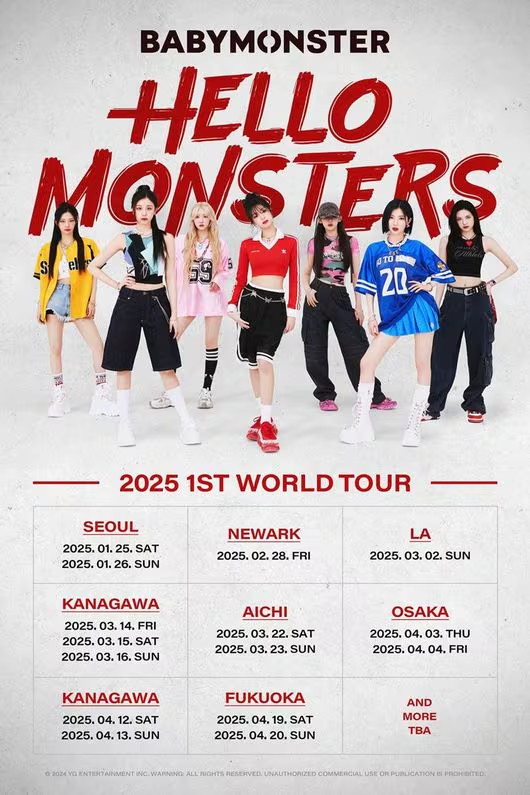 BABYMONSTER
HELLO
MONSTERS
20
2025 1ST WORLD TOUR
SEOUL
2025. 01. 25. SAT
2025. 01. 26. SUN
NEWARK
2025. 02. 28. FRI
LA
2025. 03. 02. SUN
KANAGAWA
2025. 03. 14. FRI
2025. 03. 15. SAT
2025. 03. 16. SUN
AICHI
2025. 03. 22. SAT
2025. 03. 23. SUN
OSAKA
2025. 04. 03. THU
2025. 04. 04. FRI
KANAGAWA
2025. 04. 12. SAT
2025. 04. 13. SUN
FUKUOKA
2025. 04. 19. SAT
2025. 04. 20. SUN
AND
MORE
TBA
© 2024 YG ENTERTAINMENT INC. WARNING: ALL RIGHTS RESERVED. UNAUTHORIZED COMMERCIAL USE OR PUBLICATION IS PROHIBITED.